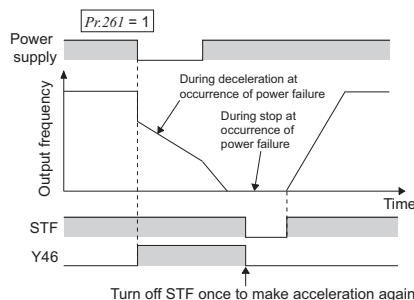 Pr.261 = 1
Power
supply
During deceleration at
occurrence of power failure
During stop at
occurrence of
power failure
Output frequency
Time
STF
Y46
Turn off STF once to make acceleration again